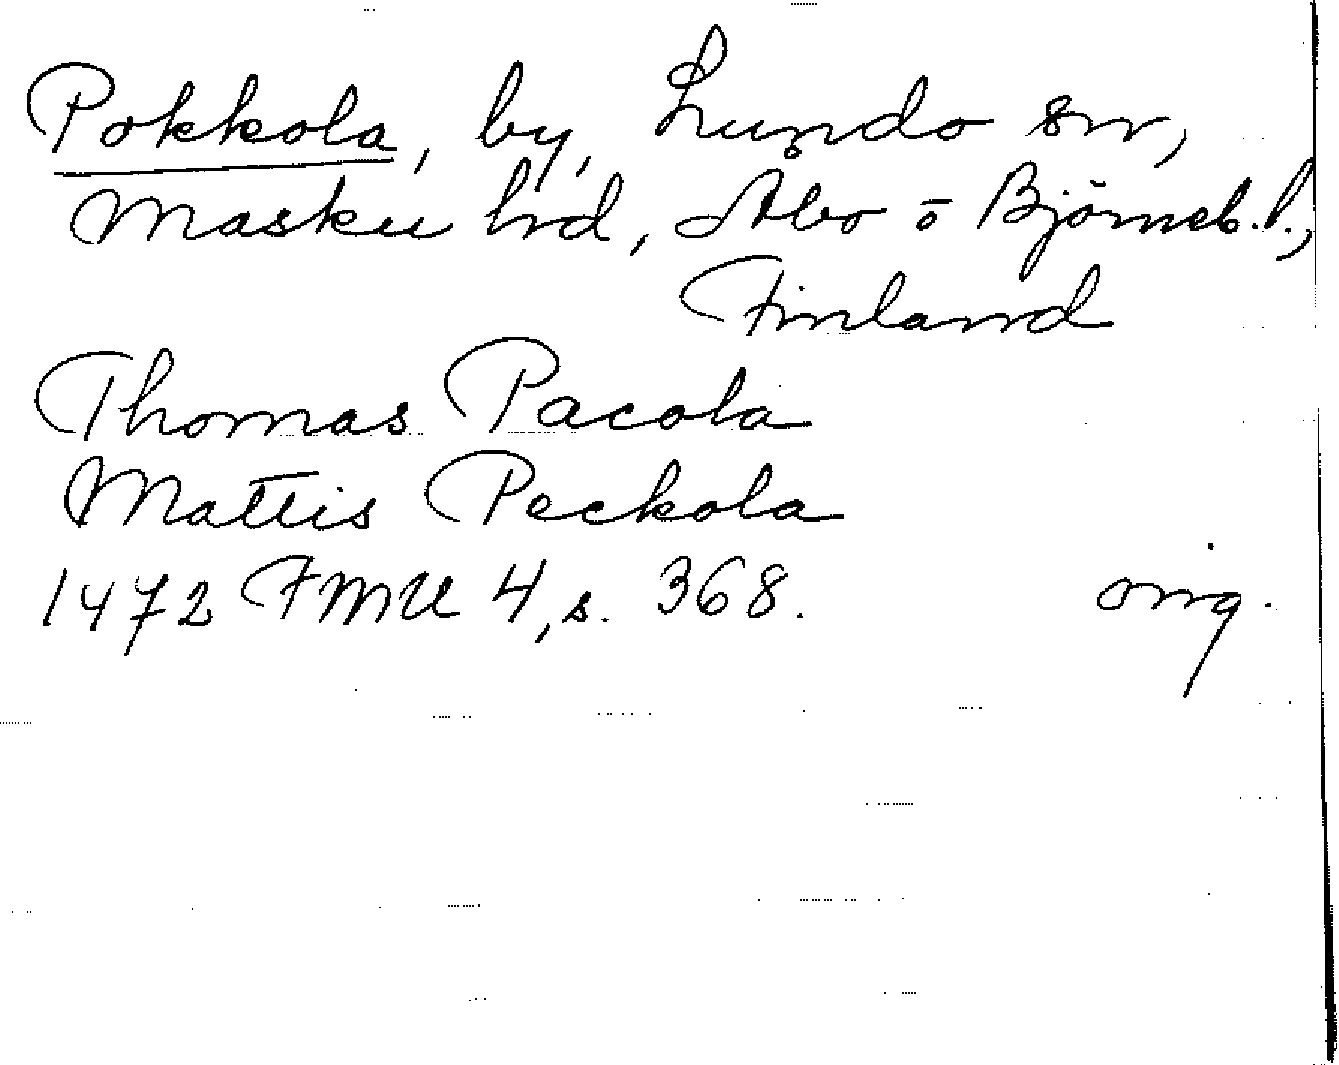 Pokkola, by, Lundo sn,
Masku hd, Åbo o Björneb. l.,
Finland
Thomas Pacola
Mattis Peckola
1472 FMU 4, s. 368. orig.